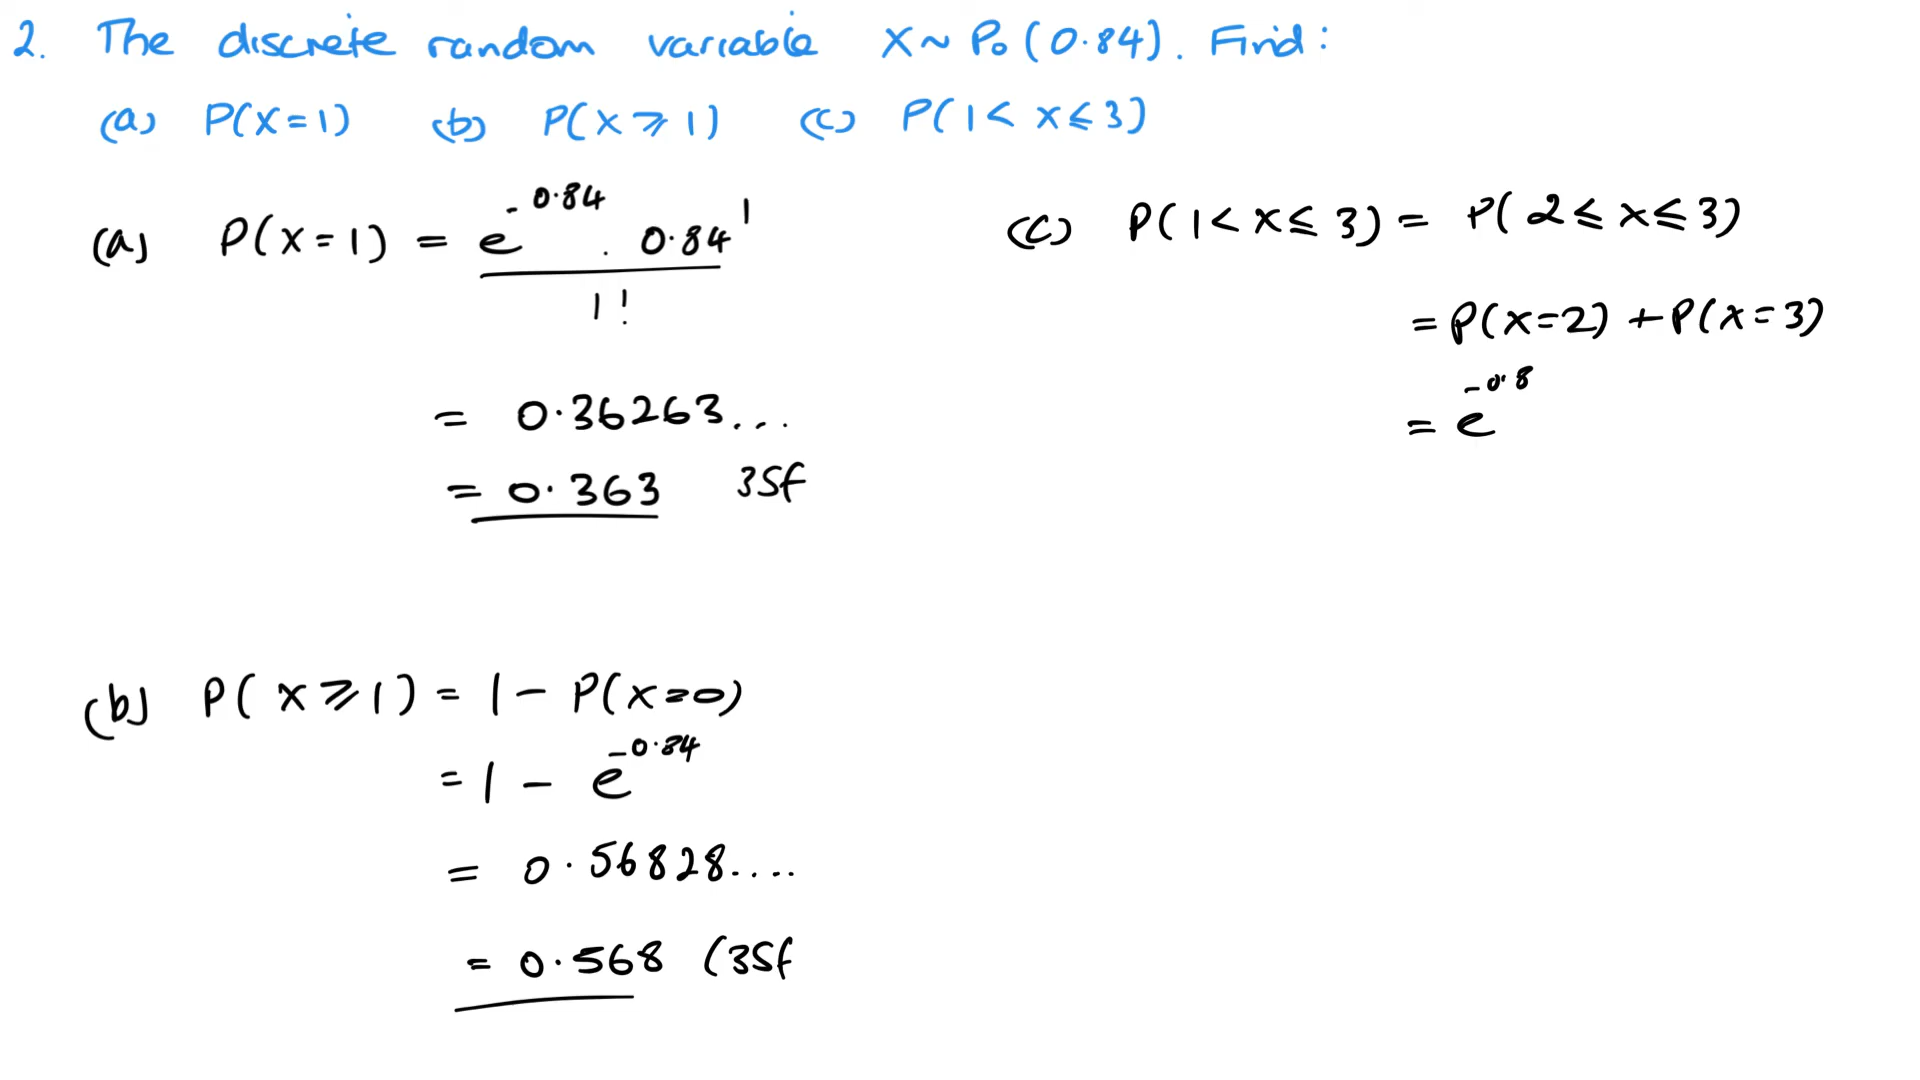 2. The discrete random variable X ~ Po (0.84). Find:
(a) P(X=1) (b) P(X ⩾ 1) (c) P(1 < X ⩽ 3)
(a) P(X=1) = e^-0.84 . 0.84^1
1!
= 0.36263...
= 0.363 3sf
(b) P(X ⩾ 1) = 1 - P(X=0)
= 1 - e^-0.84
= 0.56828....
= 0.568 (3sf
(c) P(1 < X ⩽ 3) = P(2 ⩽ X ⩽ 3)
= P(X=2) + P(X=3)
= e^-0.8